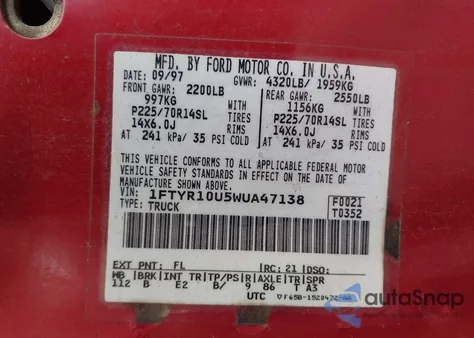 MFD. BY FORD MOTOR CO. IN U.S.A.
DATE: 09/97 GVWR: 4320LB/ 1959KG
FRONT GAWR: 2200LB REAR GAWR: 2550LB
997KG WITH 1156KG WITH
P225/70R14SL TIRES P225/70R14SL TIRES
14X6.0J RIMS 14X6.0J RIMS
AT 241 kPa/ 35 PSI COLD AT 241 kPa/ 35 PSI COLD
THIS VEHICLE CONFORMS TO ALL APPLICABLE FEDERAL MOTOR
VEHICLE SAFETY STANDARDS IN EFFECT ON THE DATE OF
MANUFACTURE SHOWN ABOVE.
VIN: 1FTYR10U5WUA47138 F0021
TYPE: TRUCK T0352
EXT PNT: FL RC: 21 DSO:
WB BRK INT TR TP/PS R AXLE TR SPR
112 B E2 B/ 9 86 T A3
UTC
autoSnap